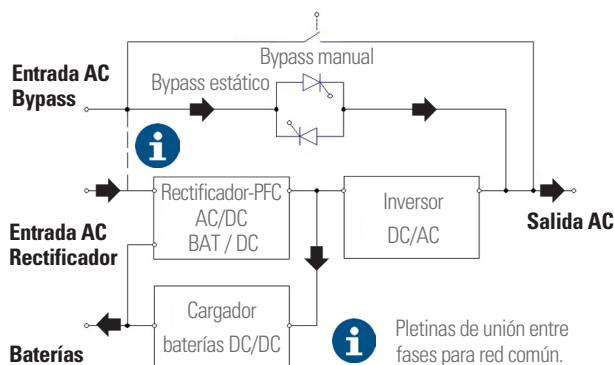 Bypass manual
Entrada AC
Bypass
Bypass estático
i
Rectificador-PFC
AC/DC
BAT / DC
Inversor
DC/AC
Salida AC
Entrada AC
Rectificador
Cargador
baterías DC/DC
Baterías
i
Pletinas de unión entre
fases para red común.